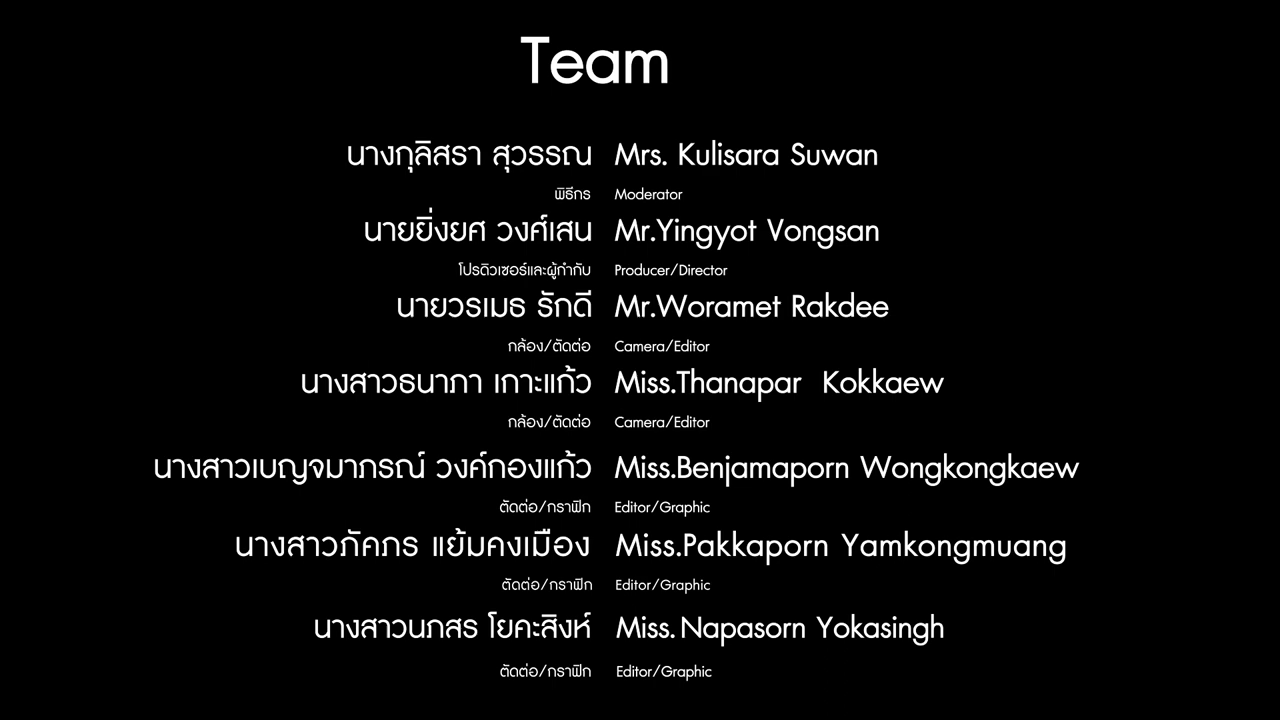 Team
นางกุลิสรา สุวรรณ Mrs. Kulisara Suwan
พิธีกร Moderator
นายยิ่งยศ วงศ์เสน Mr.Yingyot Vongsan
โปรดิวเซอร์และผู้กำกับ Producer/Director
นายวรเมธ รักดี Mr.Woramet Rakdee
กล้อง/ตัดต่อ Camera/Editor
นางสาวธนาภา เกาะแก้ว Miss.Thanapar Kokkaew
กล้อง/ตัดต่อ Camera/Editor
นางสาวเบญจมาภรณ์ วงค์กองแก้ว Miss.Benjamaporn Wongkongkaew
ตัดต่อ/กราฟิก Editor/Graphic
นางสาวภัคภร แย้มคงเมือง Miss.Pakkaporn Yamkongmuang
ตัดต่อ/กราฟิก Editor/Graphic
นางสาวนภสร โยคะสิงห์ Miss.Napasorn Yokasingh
ตัดต่อ/กราฟิก Editor/Graphic